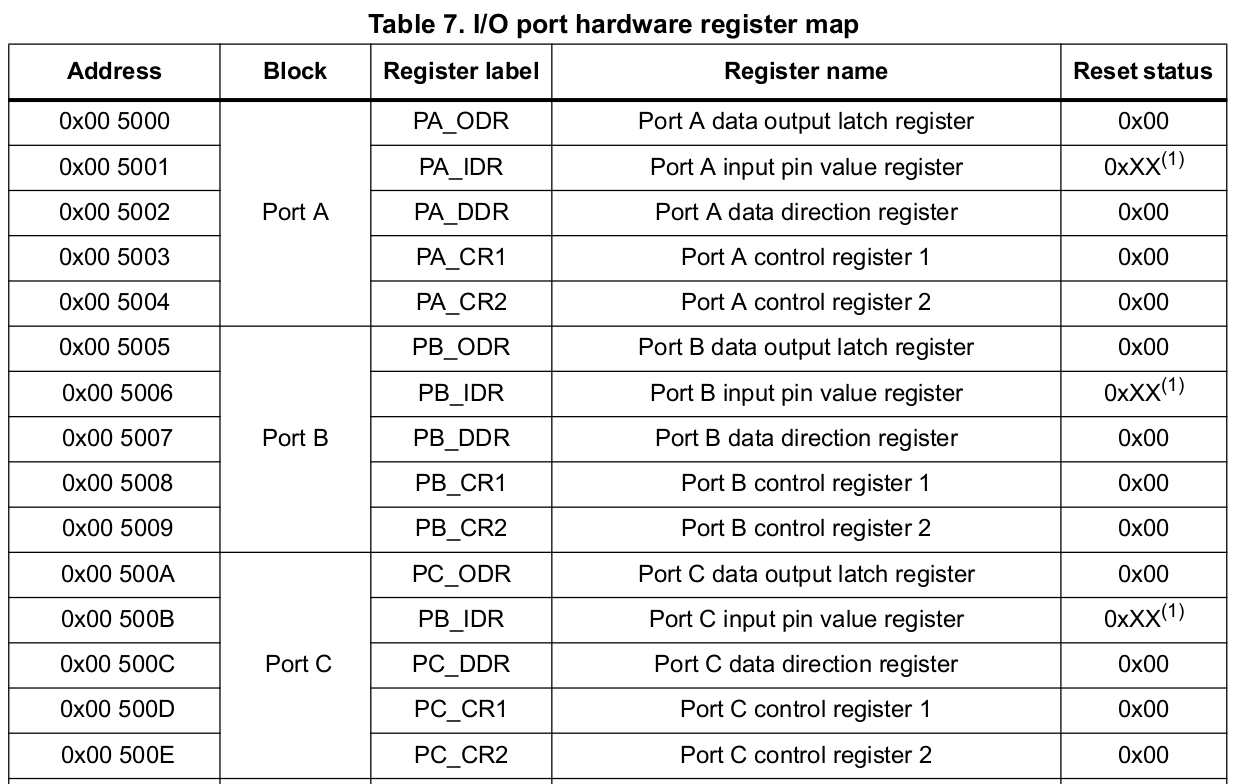 Table 7. I/O port hardware register map
Address Block Register label Register name Reset status
0x00 5000 PA_ODR Port A data output latch register 0x00
0x00 5001 PA_IDR Port A input pin value register 0xXX(1)
0x00 5002 Port A PA_DDR Port A data direction register 0x00
0x00 5003 PA_CR1 Port A control register 1 0x00
0x00 5004 PA_CR2 Port A control register 2 0x00
0x00 5005 PB_ODR Port B data output latch register 0x00
0x00 5006 PB_IDR Port B input pin value register 0xXX(1)
0x00 5007 Port B PB_DDR Port B data direction register 0x00
0x00 5008 PB_CR1 Port B control register 1 0x00
0x00 5009 PB_CR2 Port B control register 2 0x00
0x00 500A PC_ODR Port C data output latch register 0x00
0x00 500B PB_IDR Port C input pin value register 0xXX(1)
0x00 500C Port C PC_DDR Port C data direction register 0x00
0x00 500D PC_CR1 Port C control register 1 0x00
0x00 500E PC_CR2 Port C control register 2 0x00